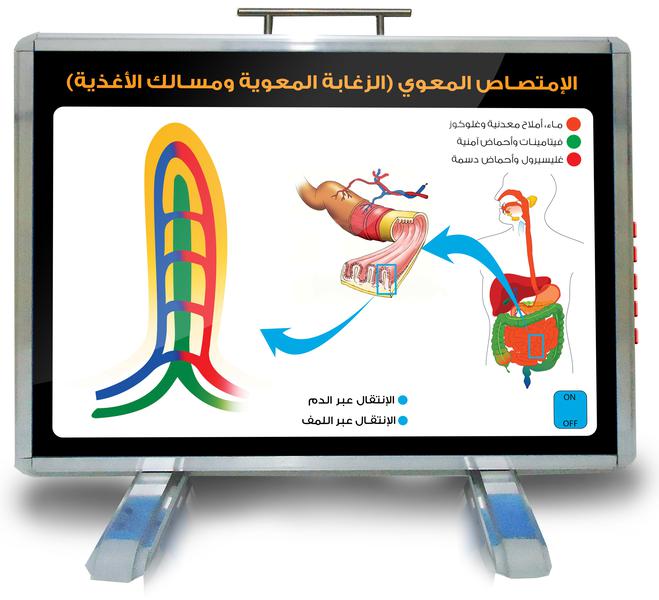 الإمتصاص المعوي (الزغابة المعوية ومسالك الأغذية)
ماء، أملاح معدنية وغلوكوز
فيتامينات وأحماض آمنية
غليسيرول وأحماض دسمة
الإنتقال عبر الدم
الإنتقال عبر اللمف
ON
OFF